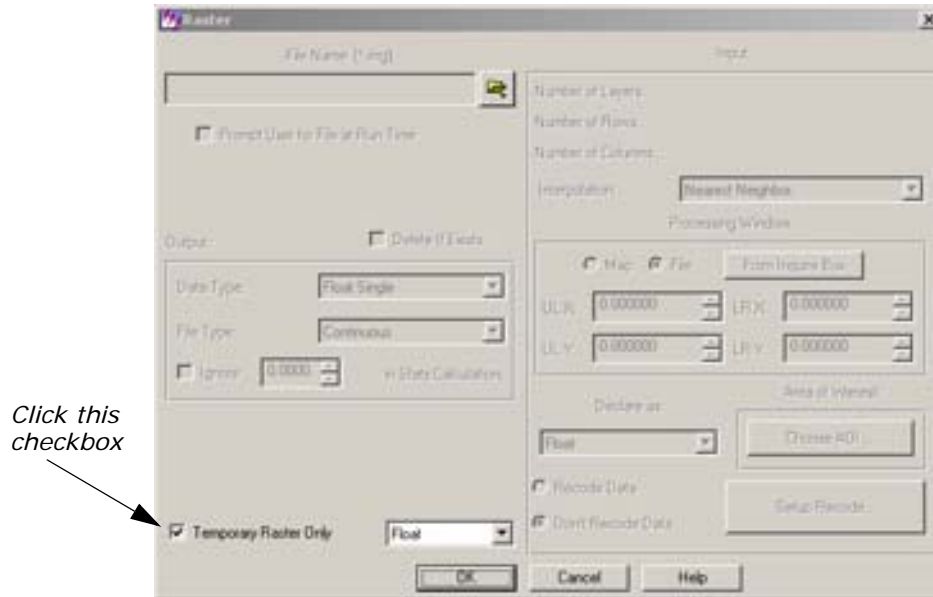 Raster
File Name: (*.img)
Prompt User for File at Run Time
Output:
Delete If Exists
Data Type:
Float Single
File Type:
Continuous
Ignore
0.0000
in Stats Calculation
Click this
checkbox
Temporary Raster Only
Float
Input
Number of Layers:
Number of Rows:
Number of Columns:
Interpolation:
Nearest Neighbor
Processing Window
Map
File
From Inquire Box
UL X:
0.000000
LR X:
0.000000
UL Y:
0.000000
LR Y:
0.000000
Declare as:
Float
Area of Interest:
Choose AOI ...
Recode Data
Don't Recode Data
Setup Recode...
OK
Cancel
Help